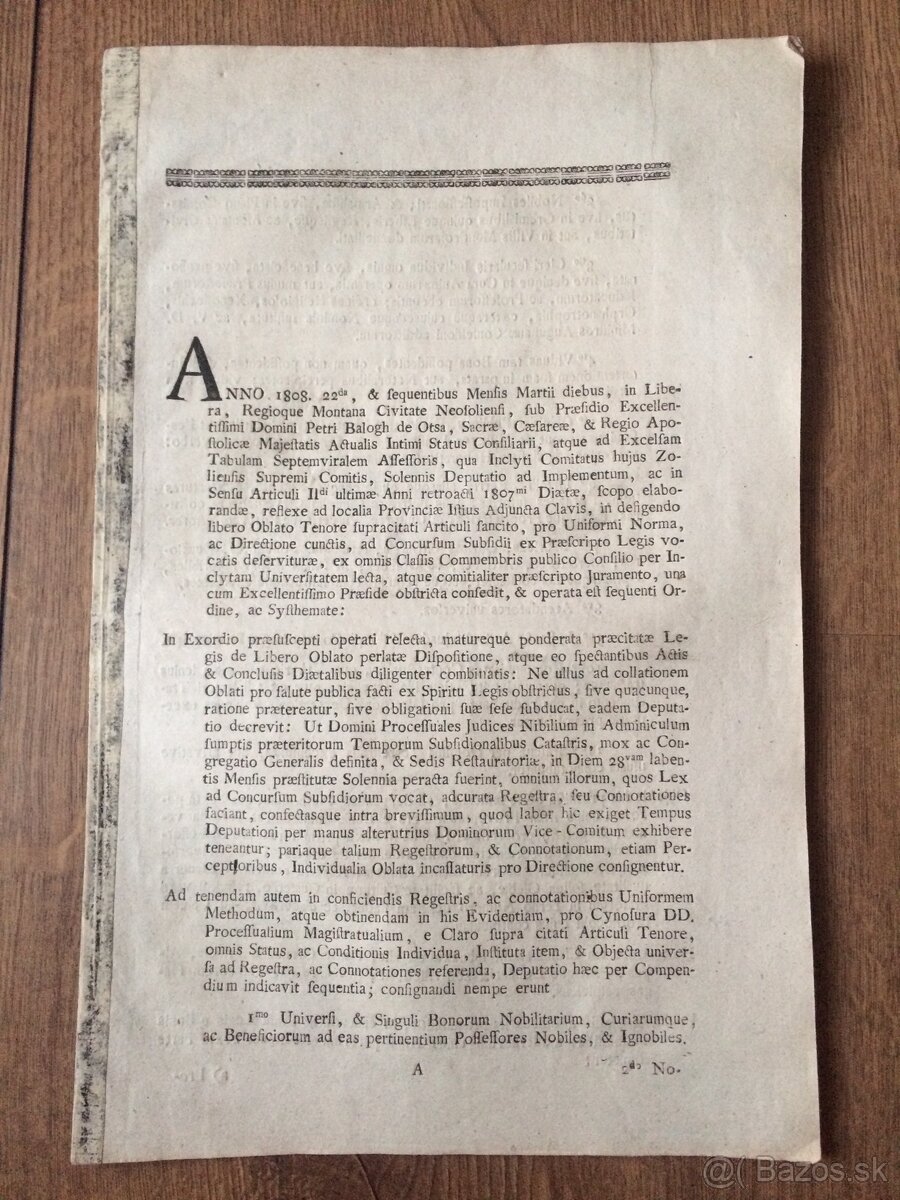 ANNO 1808. 22da, & ſequentibus Menſis Martii diebus, in Libe-
ra, Regioque Montana Civitate Neoſolienſi, ſub Præſidio Excellen-
tiſſimi Domini Petri Balogh de Otsa, Sacræ, Cæſareæ, & Regio Apo-
ſtolicæ Majeſtatis Actualis Intimi Status Conſiliarii, atque ad Excelſam
Tabulam Septemviralem Aſſeſſoris, qua Inclyti Comitatus hujus Zo-
lienſis Supremi Comitis, Solennis Deputatio ad Implementum, ac in
Senſu Articuli IIdi ultimæ Anni retroacti 1807mi Diætæ, ſcopo elabo-
randæ, reflexe ad localia Provinciæ Iſtius Adjuncta Clavis, in deſigendo
libero Oblato Tenore ſupracitati Articuli ſancito, pro Uniformi Norma,
ac Directione cunctis, ad Concurſum Subſidii ex Præſcripto Legis vo-
catis deſervituræ, ex omnis Claſſis Commembris publico Conſilio per In-
clytam Univerſitatem lecta, atque comitialiter præſcripto Juramento, una
cum Excellentiſſimo Præſide obſtricta conſedit, & operata eſt ſequenti Or-
dine, ac Syſthemate:
In Exordio præſuſcepti operati relecta, matureque ponderata præcitatæ Le-
gis de Libero Oblato perlatæ Diſpoſitione, atque eo ſpectantibus Actis
& Concluſis Diætalibus diligenter combinatis: Ne ullus ad collationem
Oblati pro ſalute publica facti ex Spiritu Legis obſtrictus, ſive quacunque,
ratione prætereatur, ſive obligationi ſuæ ſeſe ſubducat, eadem Deputa-
tio decrevit: Ut Domini Proceſſuales Judices Nibilium in Adminiculum
ſumptis præteritorum Temporum Subſidionalibus Cataſtris, mox ac Con-
gregatio Generalis definita, & Sedis Reſtauratoriæ, in Diem 28vam laben-
tis Menſis præſtitutæ Solennia peracta fuerint, omnium illorum, quos Lex
ad Concurſum Subſidiorum vocat, adcurata Regeſtra, ſeu Connotationes
faciant, confectasque intra breviſſimum, quod labor hic exiget Tempus
Deputationi per manus alterutrius Dominorum Vice-Comitum exhibere
teneantur; pariaque talium Regeſtrorum, & Connotationum, etiam Per-
ceptoribus, Individualia Oblata incaſſaturis pro Directione conſignentur.
Ad tenendam autem in conficiendis Regeſtris, ac connotationibus Uniformem
Methodum, atque obtinendam in his Evidentiam, pro Cynoſura DD.
Proceſſualium Magiſtratualium, e Claro ſupra citati Articuli Tenore,
omnis Status, ac Conditionis Individua, Inſtituta item, & Objecta univer-
ſa ad Regeſtra, ac Connotationes referenda, Deputatio hæc per Compen-
dium indicavit ſequentia; conſignandi nempe erunt
1mo Univerſi, & Singuli Bonorum Nobilitarium, Curiarumque,
ac Beneficiorum ad eas pertinentium Poſſeſſores Nobiles, & Ignobiles.
A 2do No-
@( Bazos.sk